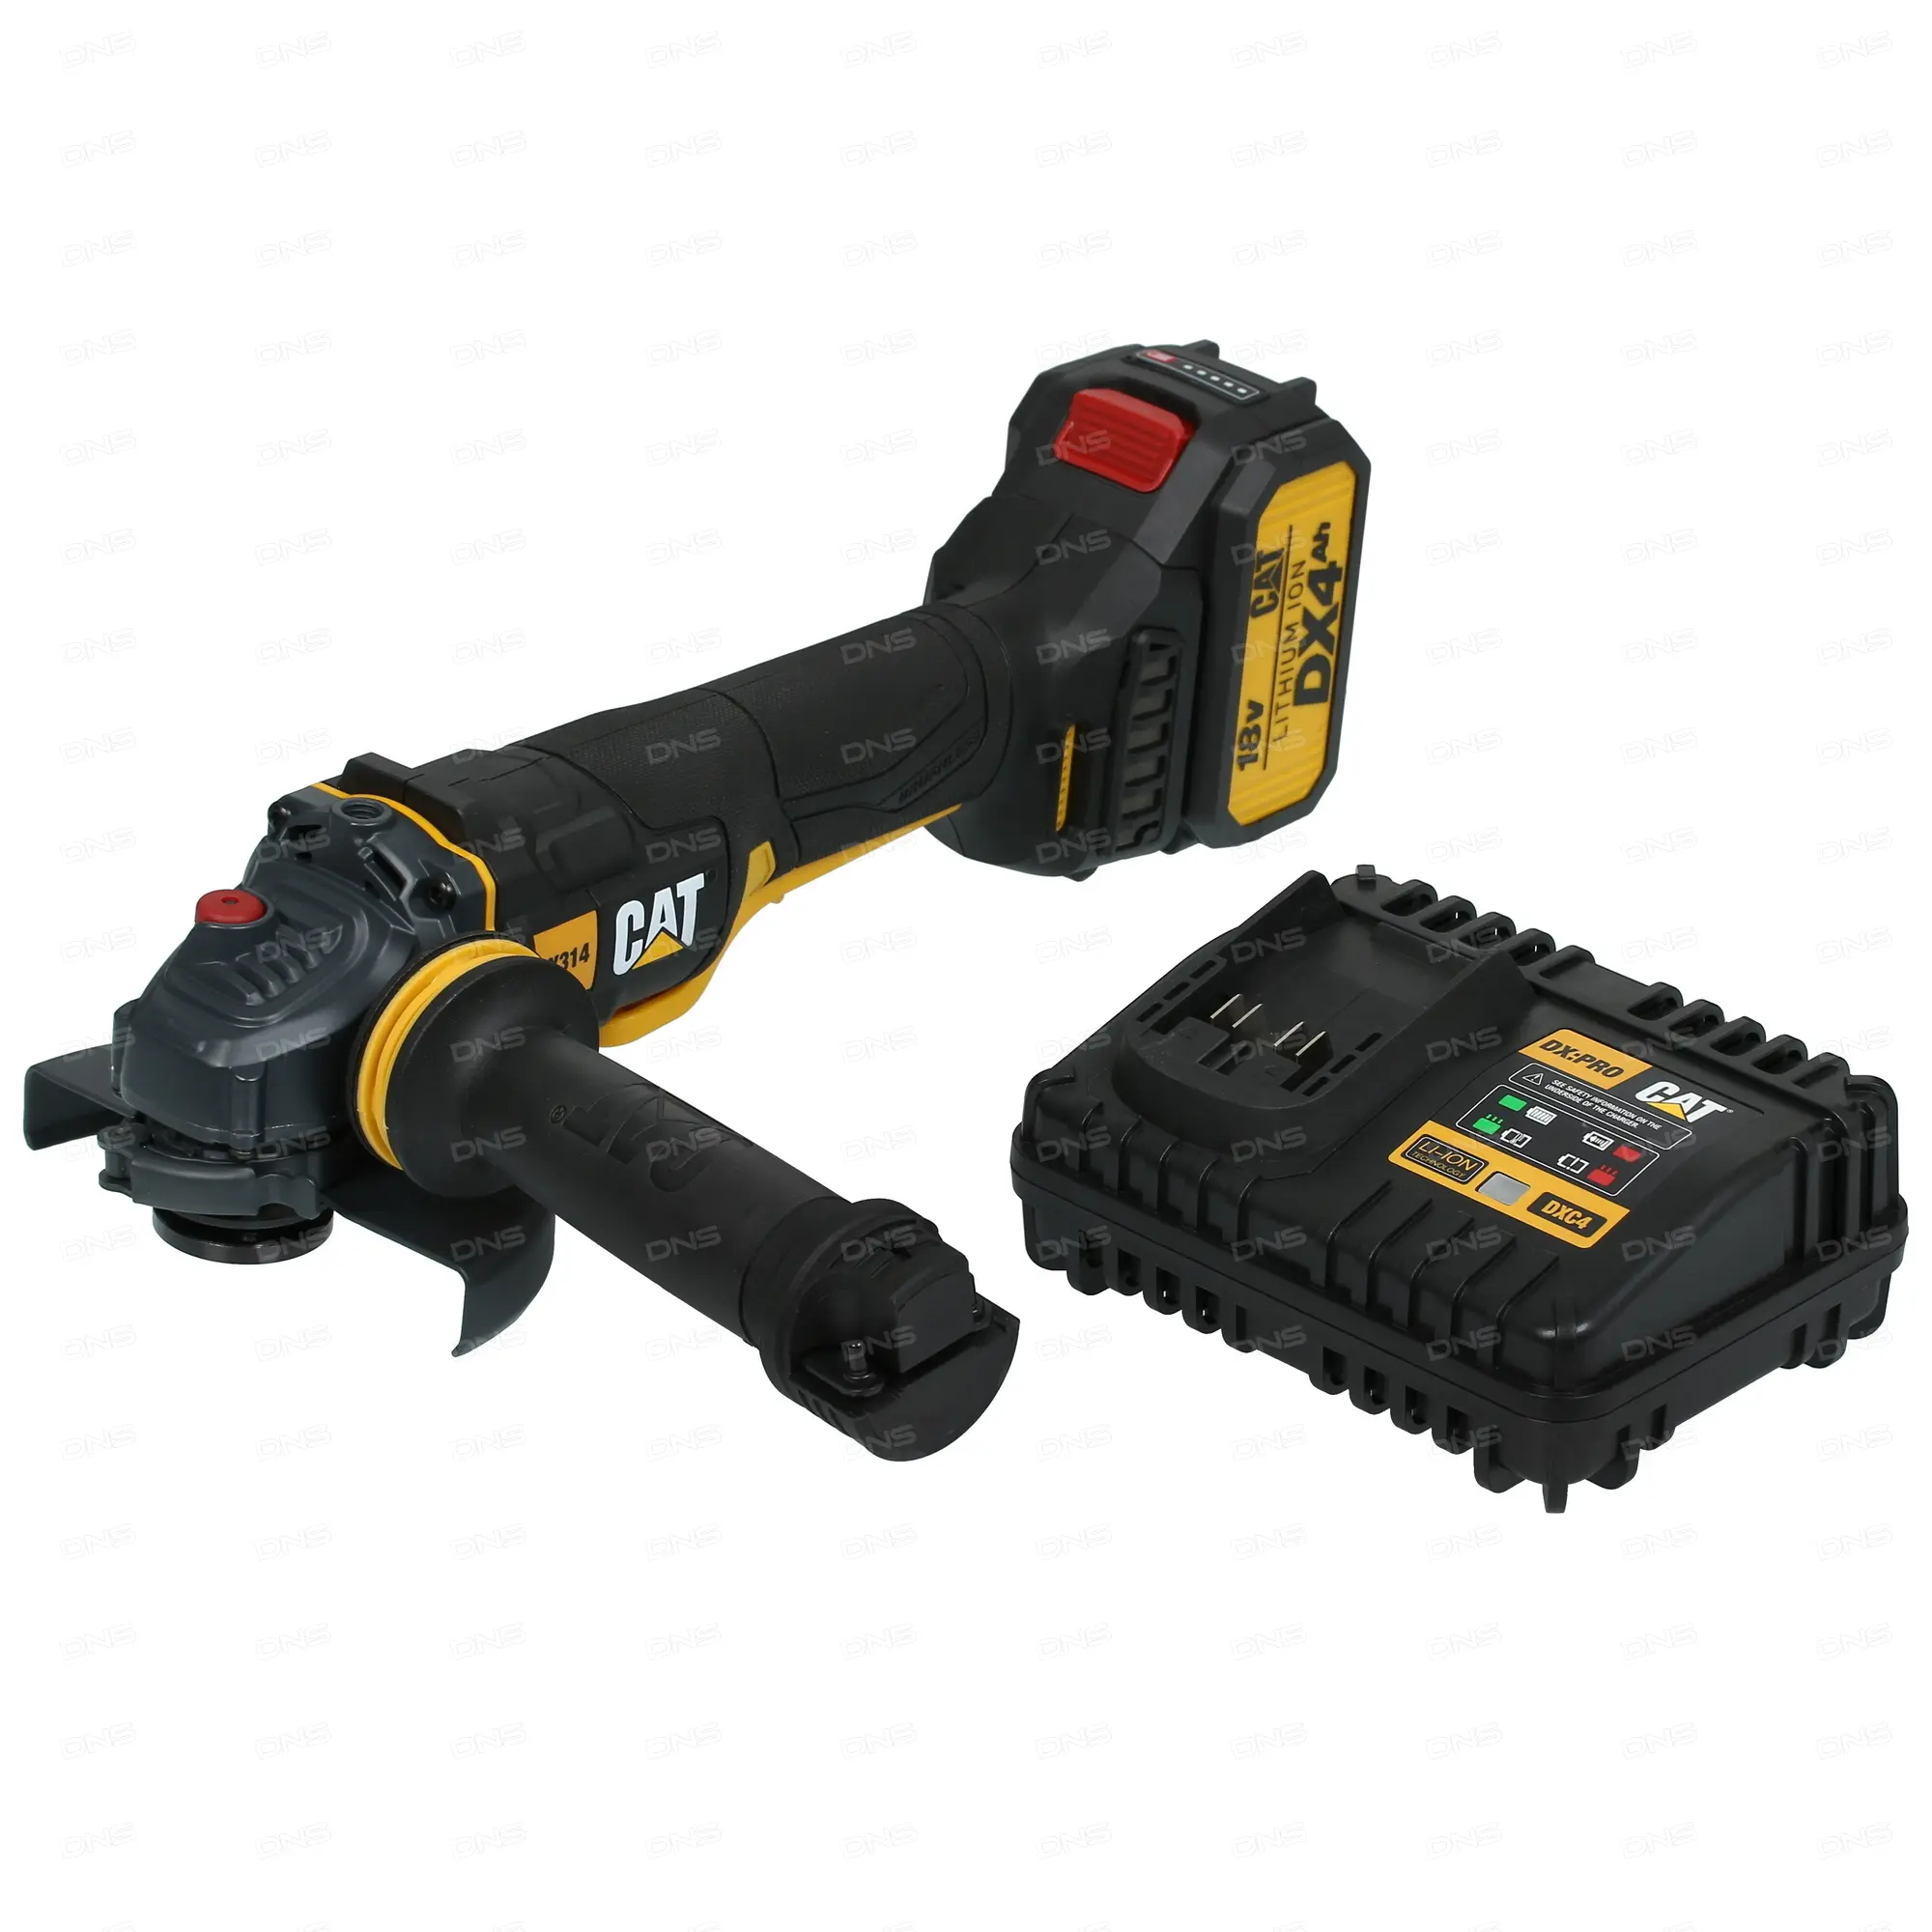 CAT
18V
LITHIUM ION
DX4Ah
CAT
314
CAT
DX:PRO
CAT
SEE SAFETY INFORMATION ON THE
UNDERSIDE OF THE CHARGER
LI-ION
TECHNOLOGY
DXC4
DNS